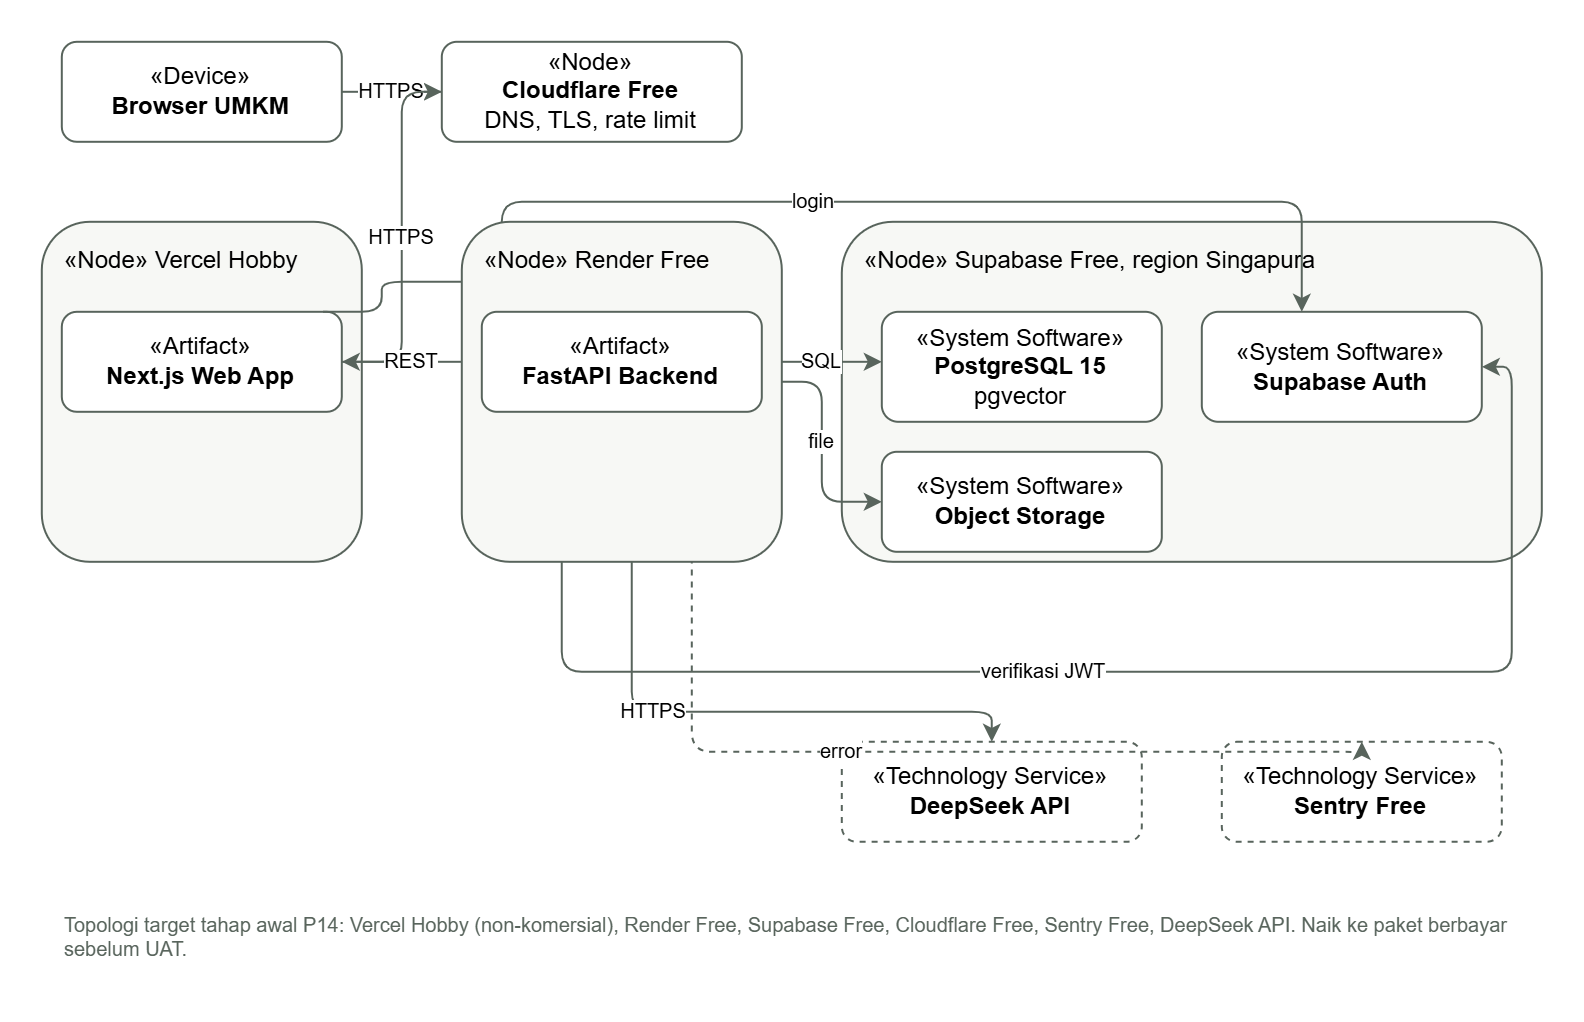 «Device»
Browser UMKM
HTTPS
«Node»
Cloudflare Free
DNS, TLS, rate limit
login
HTTPS
«Node» Vercel Hobby
«Node» Render Free
«Node» Supabase Free, region Singapura
«Artifact»
Next.js Web App
REST
«Artifact»
FastAPI Backend
SQL
«System Software»
PostgreSQL 15
pgvector
«System Software»
Supabase Auth
file
«System Software»
Object Storage
verifikasi JWT
HTTPS
error
«Technology Service»
DeepSeek API
«Technology Service»
Sentry Free
Topologi target tahap awal P14: Vercel Hobby (non-komersial), Render Free, Supabase Free, Cloudflare Free, Sentry Free, DeepSeek API. Naik ke paket berbayar
sebelum UAT.